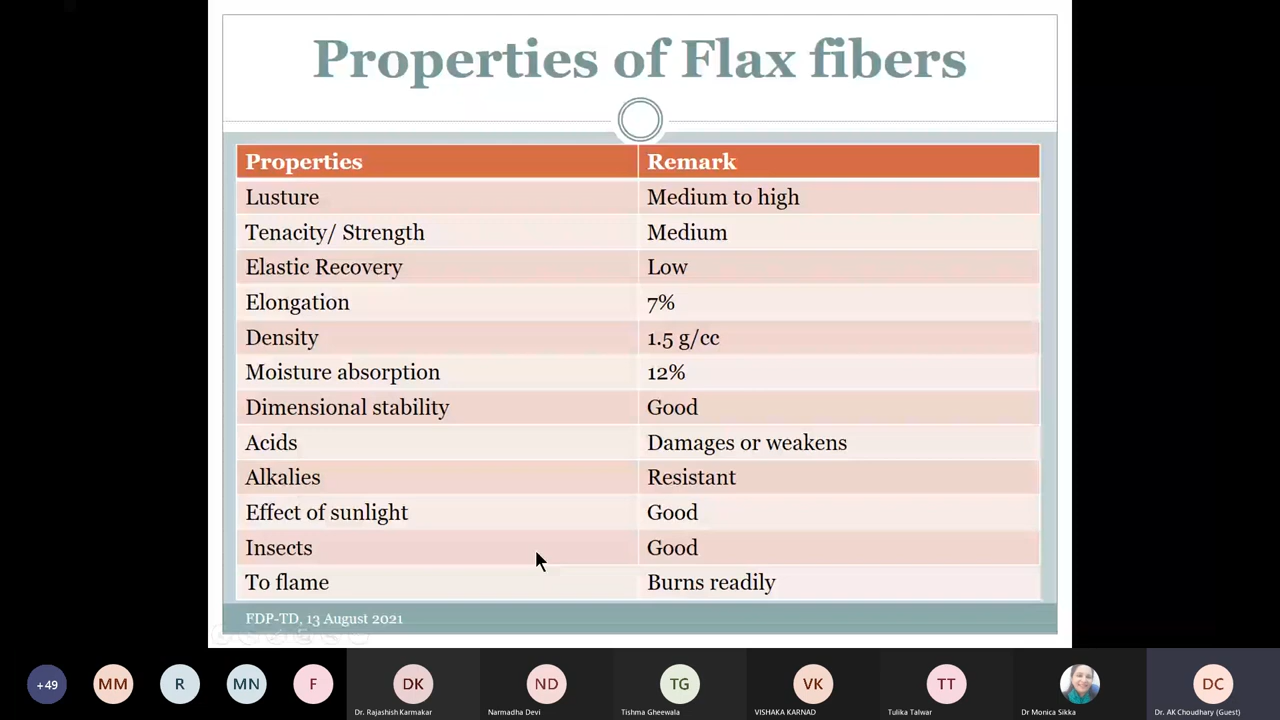 Properties of Flax fibers
Properties Remark
Lusture Medium to high
Tenacity/ Strength Medium
Elastic Recovery Low
Elongation 7%
Density 1.5 g/cc
Moisture absorption 12%
Dimensional stability Good
Acids Damages or weakens
Alkalies Resistant
Effect of sunlight Good
Insects Good
To flame Burns readily
FDP-TD, 13 August 2021
+49 MM R MN F DK ND TG VK TT DC
Dr. Rajashish Karmakar Narmadha Devi Tishma Gheewala VISHAKA KARNAD Tulika Talwar Dr Monica Sikka Dr. AK Choudhary (Guest)